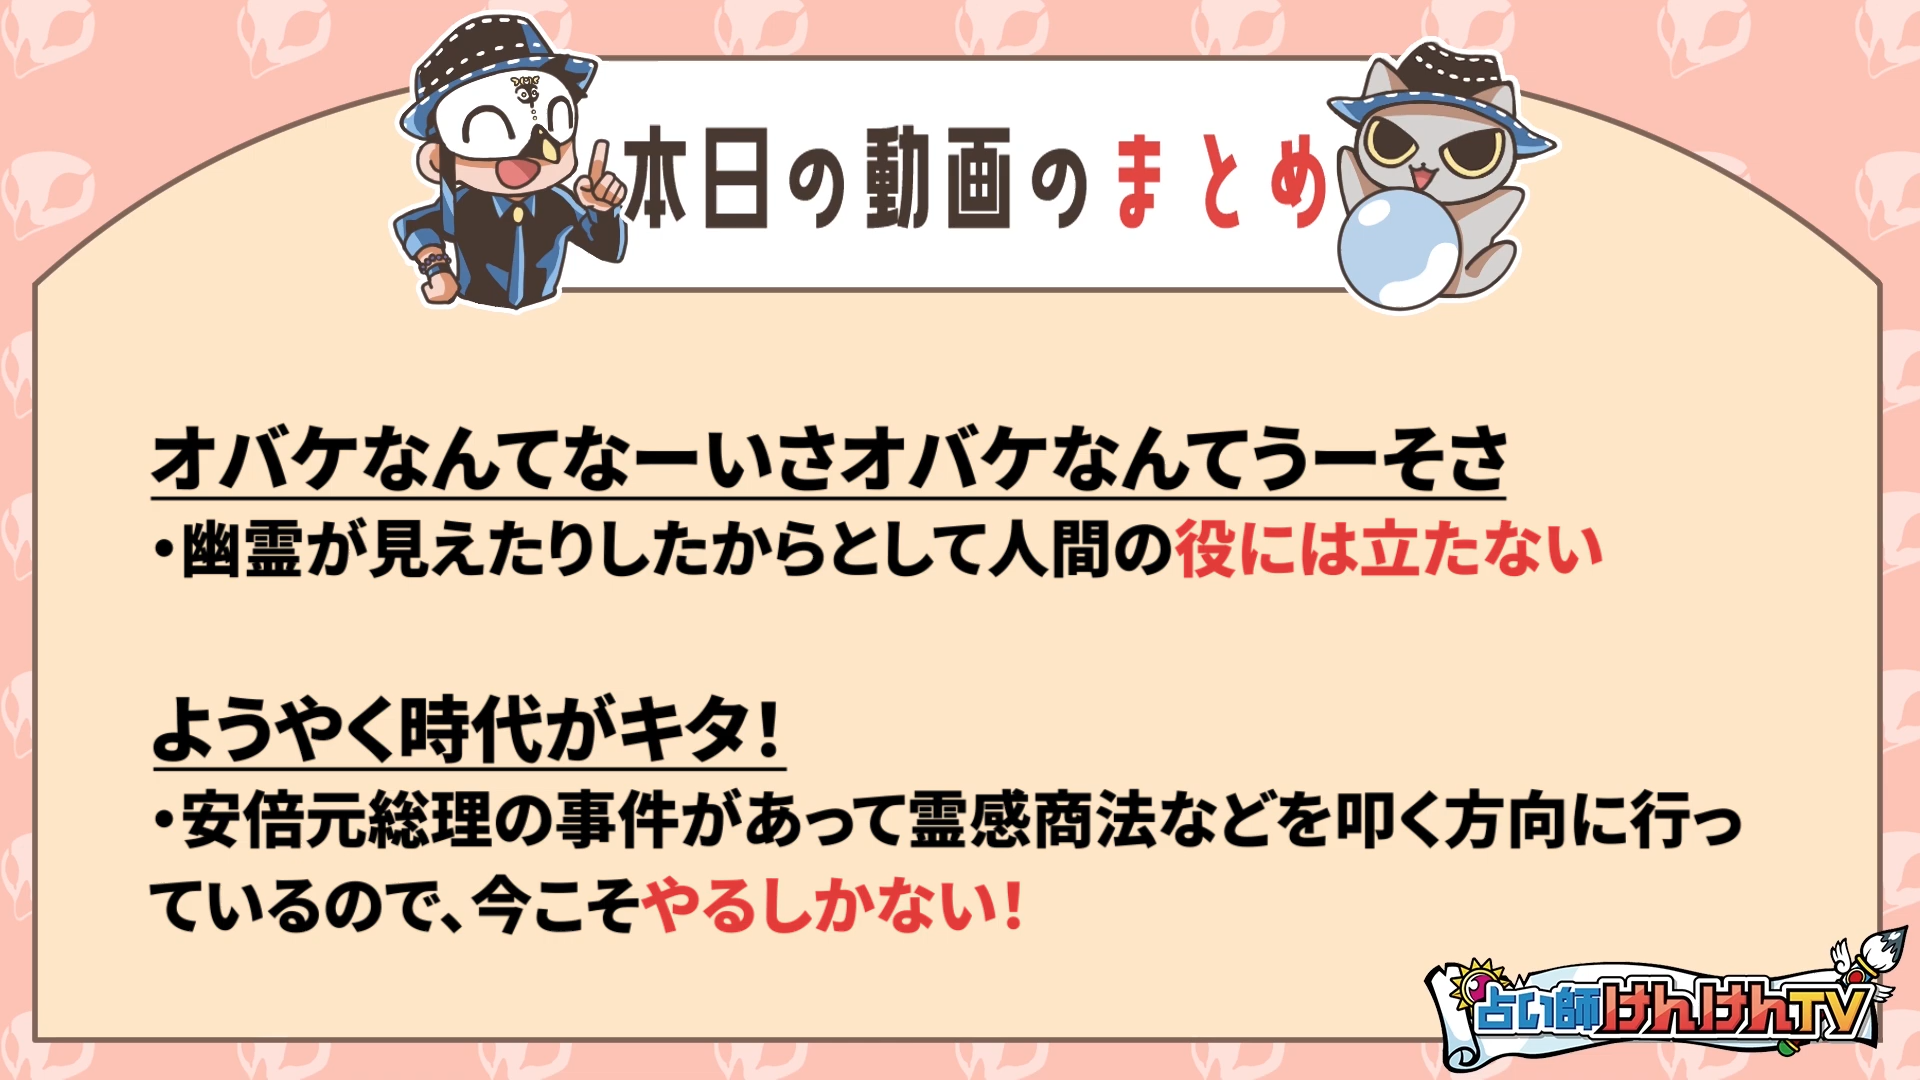 本日の動画のまとめ
オバケなんてなーいさオバケなんてうーそさ
・幽霊が見えたりしたからとして人間の役には立たない
ようやく時代がキタ！
・安倍元総理の事件があって霊感商法などを叩く方向に行っ
ているので、今こそやるしかない！
占い師けんけんTV